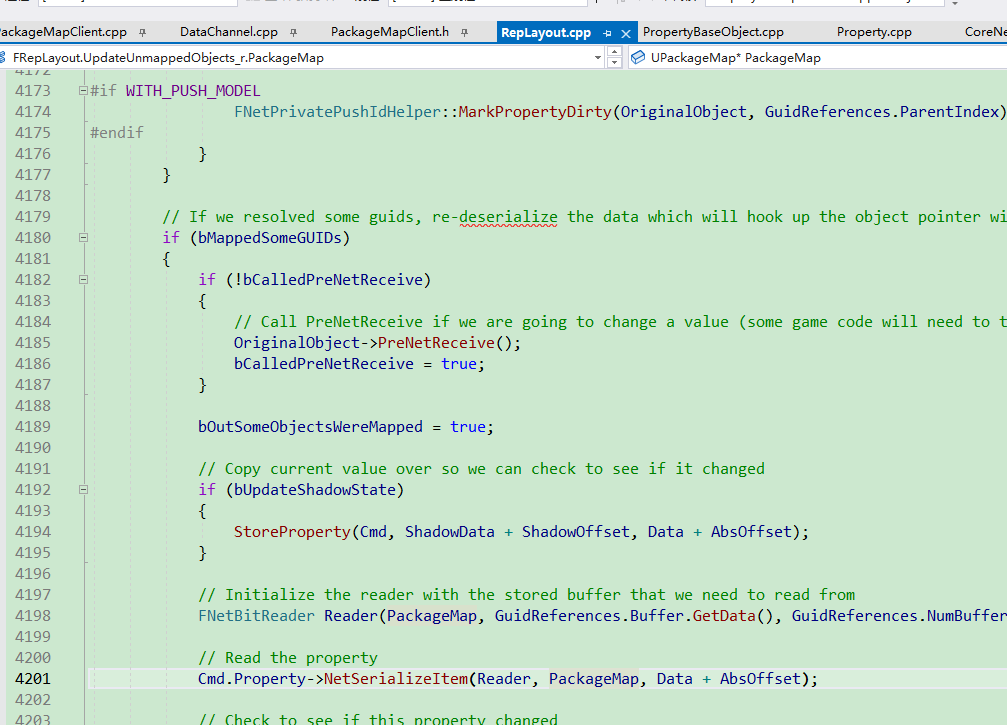 PackageMapClient.cpp DataChannel.cpp PackageMapClient.h RepLayout.cpp PropertyBaseObject.cpp Property.cpp CoreNe
FRepLayout.UpdateUnmappedObjects_r.PackageMap UPackageMap* PackageMap
4172
4173 #if WITH_PUSH_MODEL
4174 FNetPrivatePushIdHelper::MarkPropertyDirty(OriginalObject, GuidReferences.ParentIndex)
4175 #endif
4176 }
4177 }
4178
4179 // If we resolved some guids, re-deserialize the data which will hook up the object pointer wi
4180 if (bMappedSomeGUIDs)
4181 {
4182 if (!bCalledPreNetReceive)
4183 {
4184 // Call PreNetReceive if we are going to change a value (some game code will need to t
4185 OriginalObject->PreNetReceive();
4186 bCalledPreNetReceive = true;
4187 }
4188
4189 bOutSomeObjectsWereMapped = true;
4190
4191 // Copy current value over so we can check to see if it changed
4192 if (bUpdateShadowState)
4193 {
4194 StoreProperty(Cmd, ShadowData + ShadowOffset, Data + AbsOffset);
4195 }
4196
4197 // Initialize the reader with the stored buffer that we need to read from
4198 FNetBitReader Reader(PackageMap, GuidReferences.Buffer.GetData(), GuidReferences.NumBuffer
4199
4200 // Read the property
4201 Cmd.Property->NetSerializeItem(Reader, PackageMap, Data + AbsOffset);
4202
4203 // Check to see if this property changed